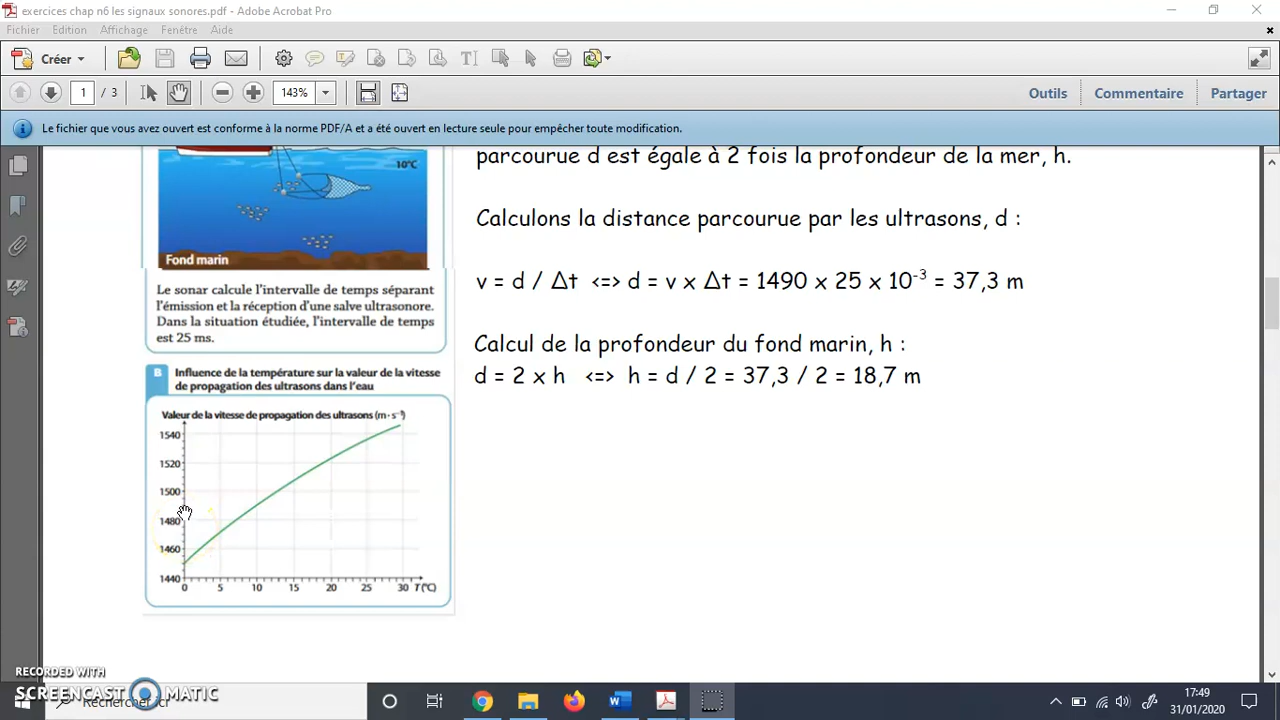 exercices chap n6 les signaux sonores.pdf - Adobe Acrobat Pro
Fichier Edition Affichage Fenêtre Aide
Créer
1 / 3 143% Outils Commentaire Partager
Le fichier que vous avez ouvert est conforme à la norme PDF/A et a été ouvert en lecture seule pour empêcher toute modification.
parcourue d est égale à 2 fois la profondeur de la mer, h.
10°C
Calculons la distance parcourue par les ultrasons, d :
Fond marin
v = d / Δt <=> d = v x Δt = 1490 x 25 x 10⁻³ = 37,3 m
Le sonar calcule l'intervalle de temps séparant
l'émission et la réception d'une salve ultrasonore.
Dans la situation étudiée, l'intervalle de temps
est 25 ms.
Calcul de la profondeur du fond marin, h :
d = 2 x h <=> h = d / 2 = 37,3 / 2 = 18,7 m
B Influence de la température sur la valeur de la vitesse
de propagation des ultrasons dans l'eau
Valeur de la vitesse de propagation des ultrasons (m·s⁻¹)
1540
1520
1500
1480
1460
1440
0 5 10 15 20 25 30 T(°C)
RECORDED WITH
SCREENCAST MATIC
Rechercher ici
17:49
31/01/2020